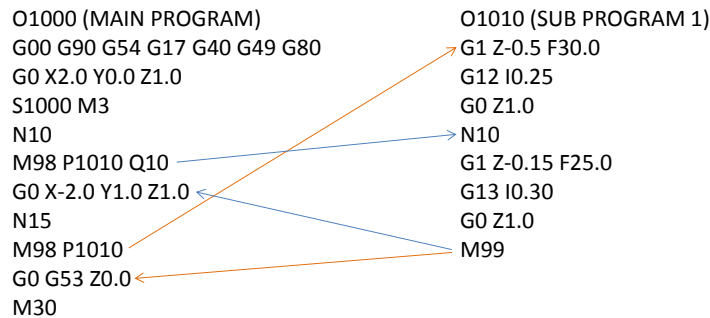 O1000 (MAIN PROGRAM)
G00 G90 G54 G17 G40 G49 G80
G0 X2.0 Y0.0 Z1.0
S1000 M3
N10
M98 P1010 Q10
G0 X-2.0 Y1.0 Z1.0
N15
M98 P1010
G0 G53 Z0.0
M30
O1010 (SUB PROGRAM 1)
G1 Z-0.5 F30.0
G12 I0.25
G0 Z1.0
N10
G1 Z-0.15 F25.0
G13 I0.30
G0 Z1.0
M99